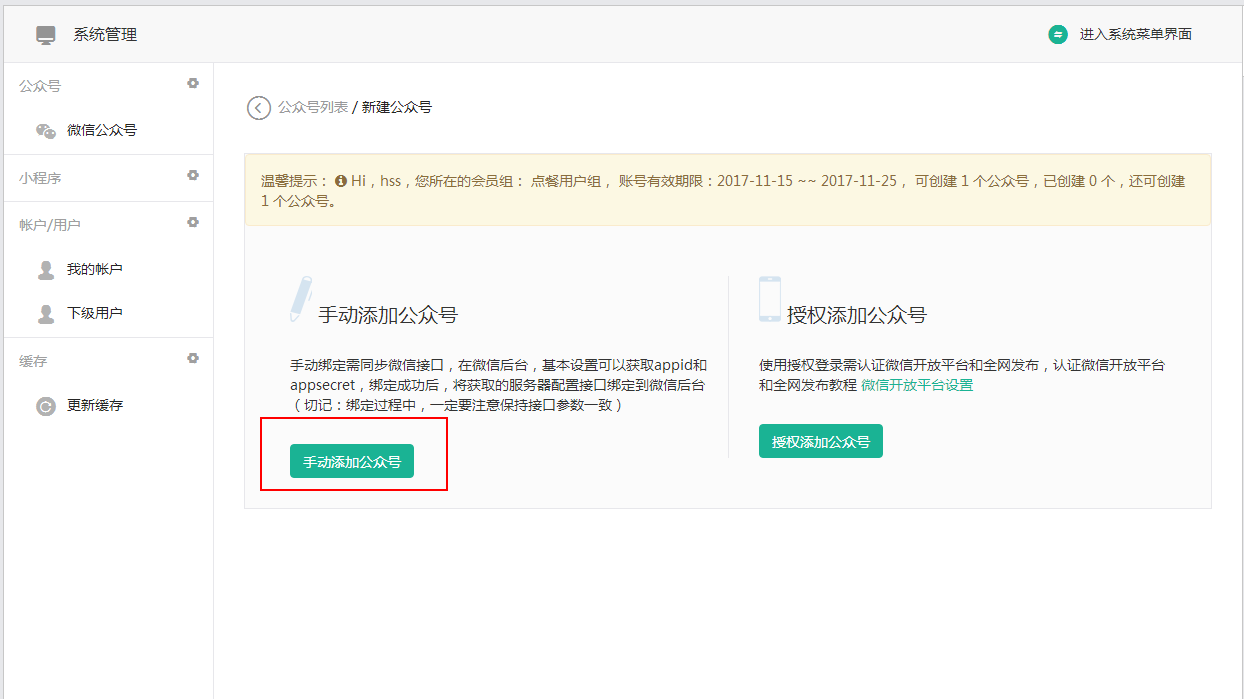 系统管理
进入系统菜单界面
公众号
微信公众号
小程序
帐户/用户
我的帐户
下级用户
缓存
更新缓存
公众号列表 / 新建公众号
温馨提示： Hi，hss，您所在的会员组： 点餐用户组， 账号有效期限：2017-11-15 ~~ 2017-11-25， 可创建 1 个公众号，已创建 0 个，还可创建
1 个公众号。
手动添加公众号
手动绑定需同步微信接口，在微信后台，基本设置可以获取appid和
appsecret，绑定成功后，将获取的服务器配置接口绑定到微信后台
（切记：绑定过程中，一定要注意保持接口参数一致）
手动添加公众号
授权添加公众号
使用授权登录需认证微信开放平台和全网发布，认证微信开放平台
和全网发布教程 微信开放平台设置
授权添加公众号